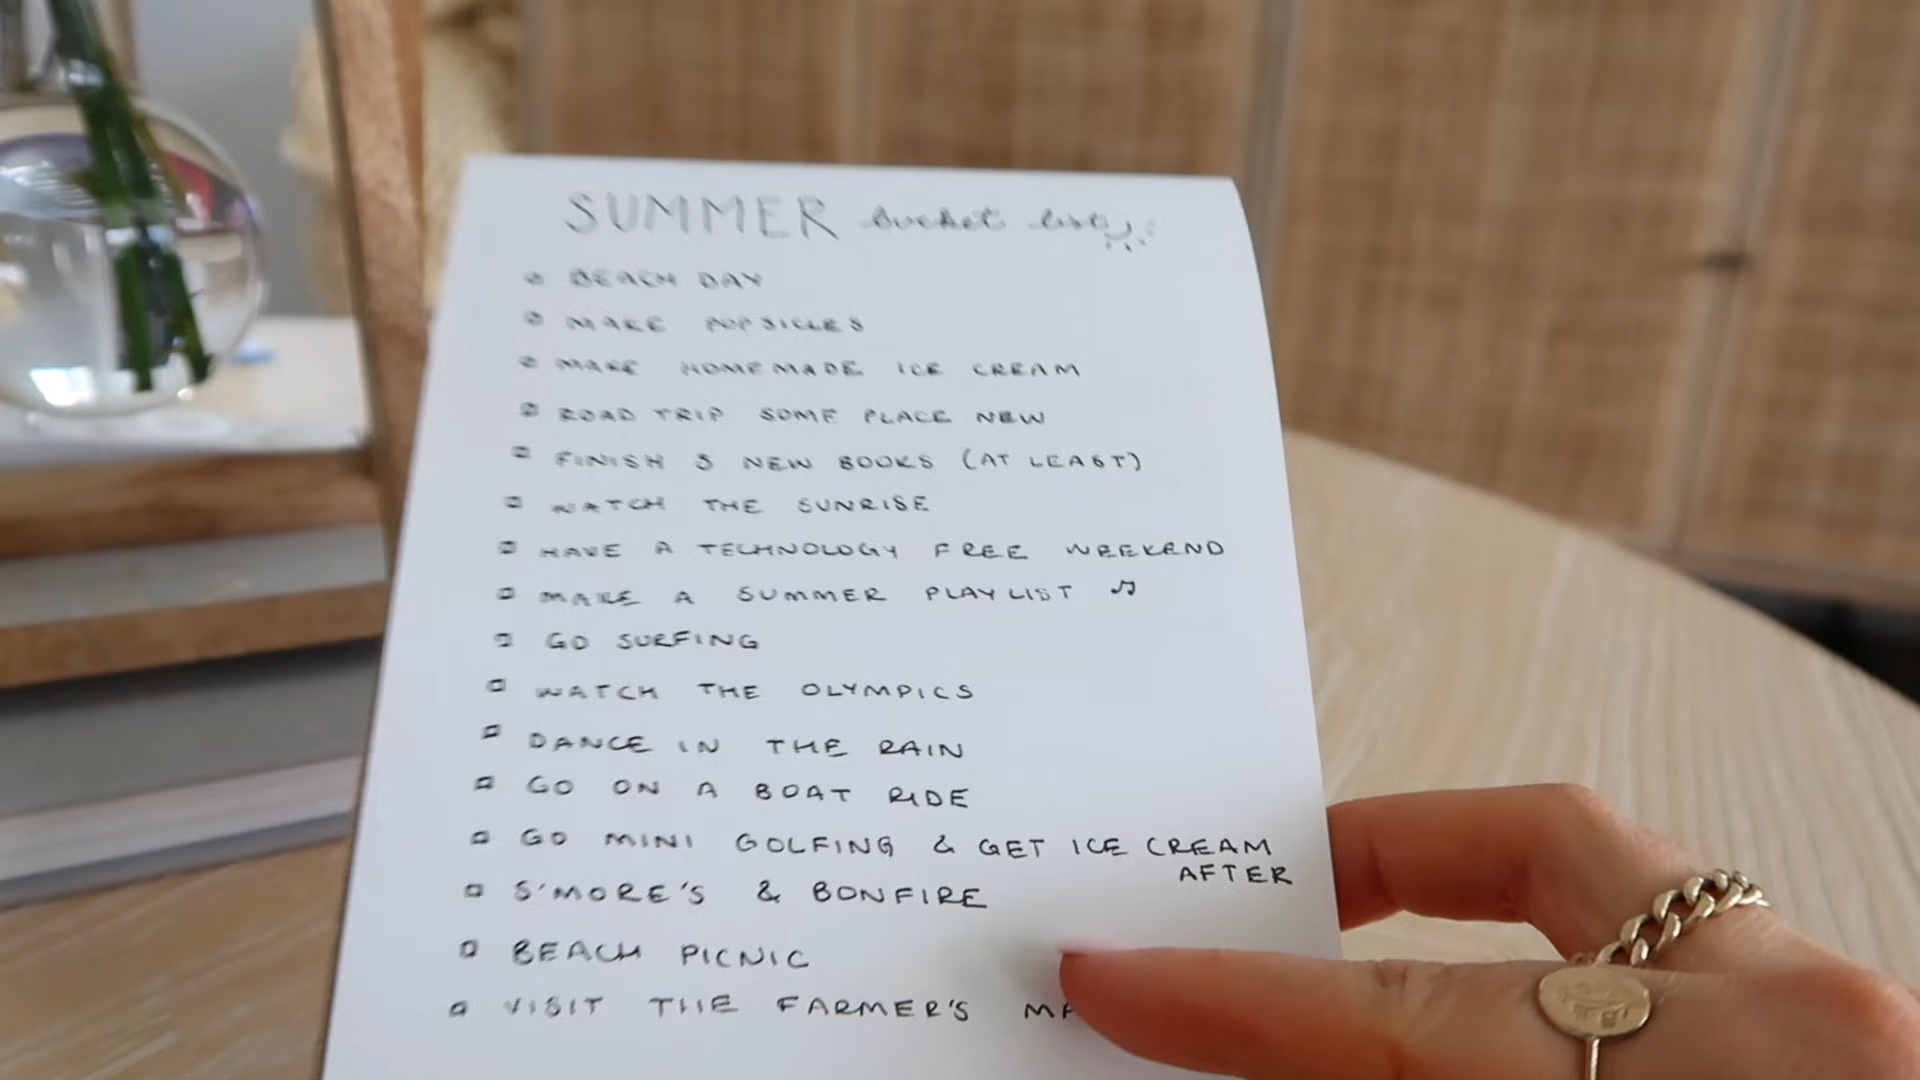 SUMMER bucket list
BEACH DAY
MAKE POPSICLES
MAKE HOMEMADE ICE CREAM
ROAD TRIP SOME PLACE NEW
FINISH 3 NEW BOOKS (AT LEAST)
WATCH THE SUNRISE
HAVE A TECHNOLOGY FREE WEEKEND
MAKE A SUMMER PLAYLIST ♫
GO SURFING
WATCH THE OLYMPICS
DANCE IN THE RAIN
GO ON A BOAT RIDE
GO MINI GOLFING & GET ICE CREAM
AFTER
S'MORE'S & BONFIRE
BEACH PICNIC
VISIT THE FARMER'S